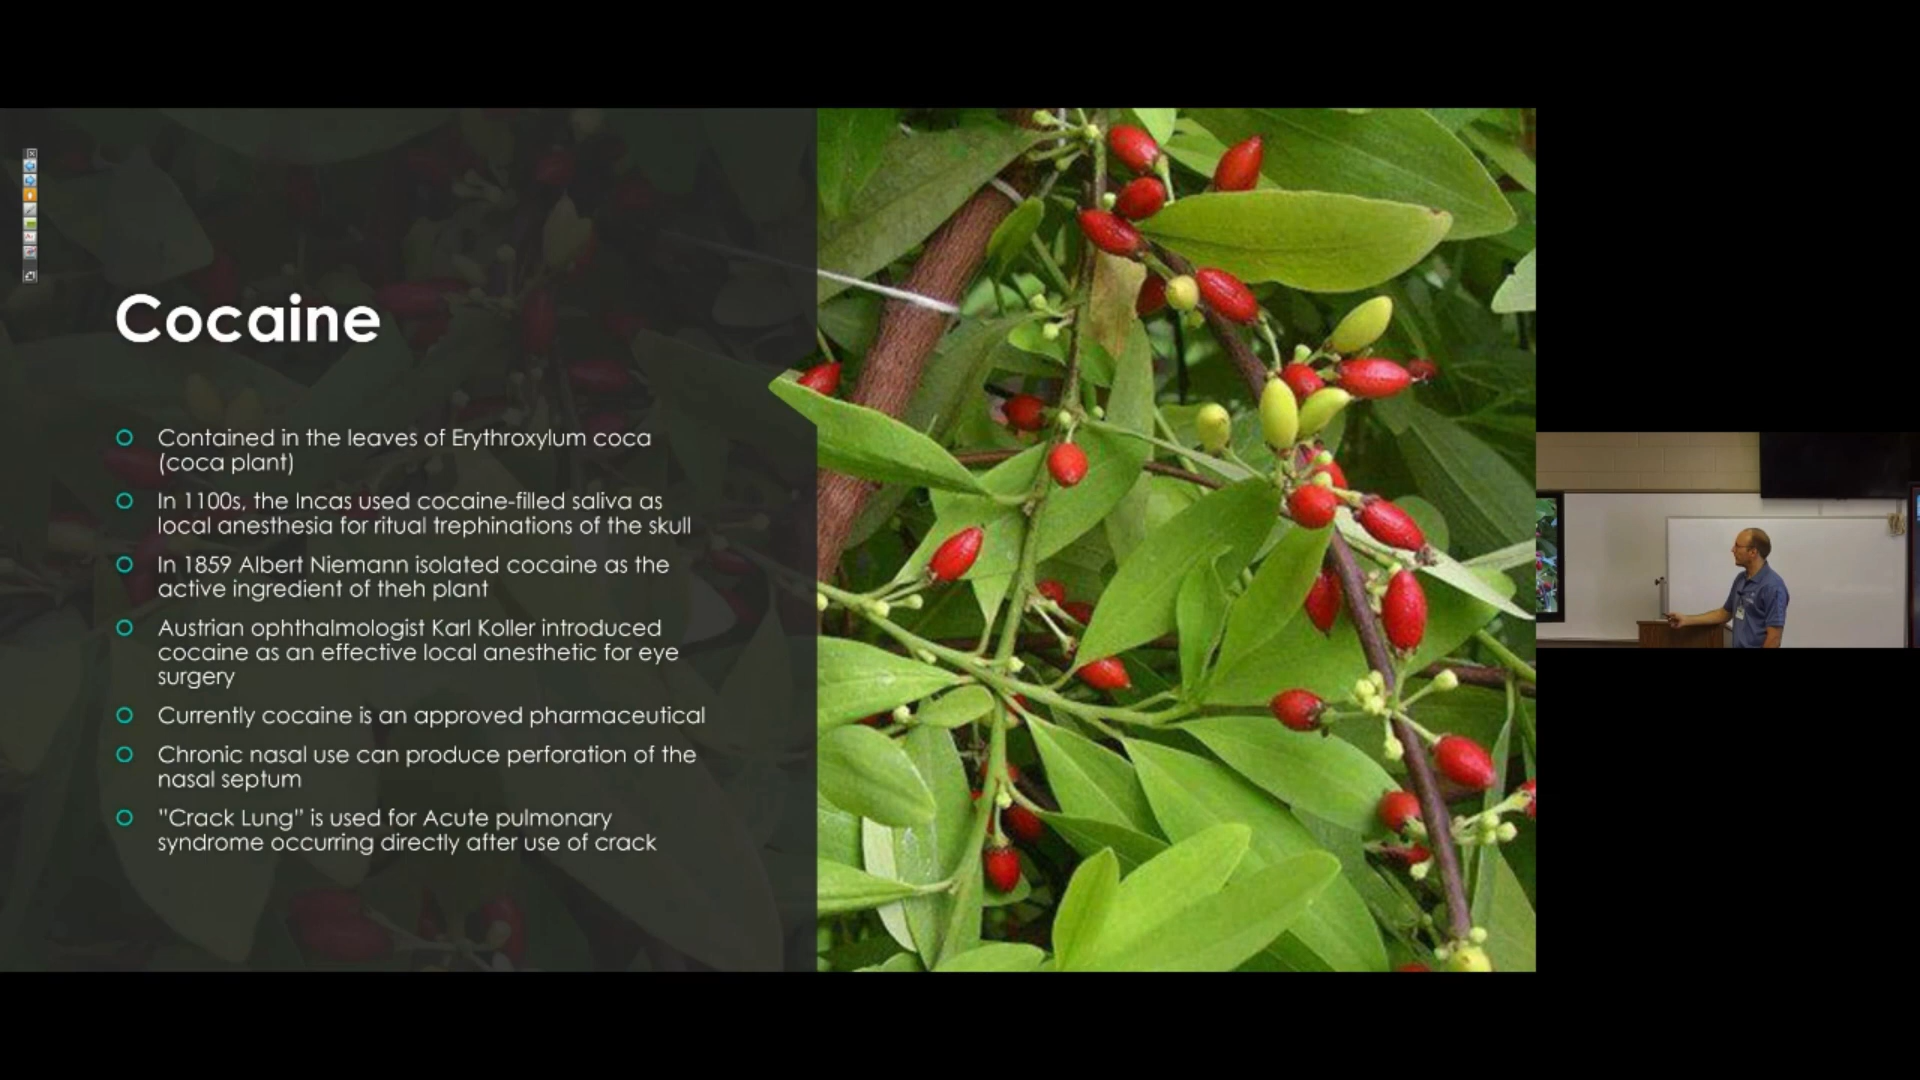 Cocaine
Contained in the leaves of Erythroxylum coca
(coca plant)
In 1100s, the Incas used cocaine-filled saliva as
local anesthesia for ritual trephinations of the skull
In 1859 Albert Niemann isolated cocaine as the
active ingredient of theh plant
Austrian ophthalmologist Karl Koller introduced
cocaine as an effective local anesthetic for eye
surgery
Currently cocaine is an approved pharmaceutical
Chronic nasal use can produce perforation of the
nasal septum
"Crack Lung" is used for Acute pulmonary
syndrome occurring directly after use of crack